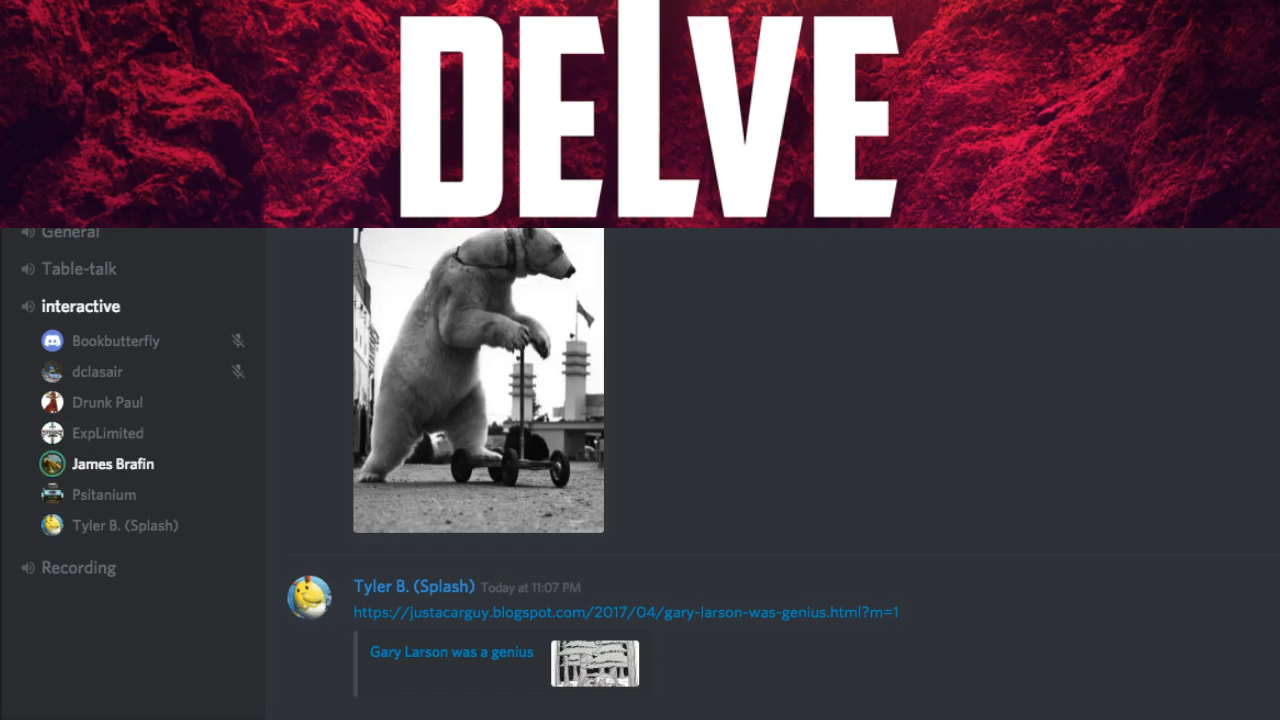 DELVE
General
Table-talk
interactive
Bookbutterfly
dclasair
Drunk Paul
ExpLimited
James Brafin
Psitanium
Tyler B. (Splash)
Recording
Tyler B. (Splash) Today at 11:07 PM
https://justacarguy.blogspot.com/2017/04/gary-larson-was-genius.html?m=1
Gary Larson was a genius